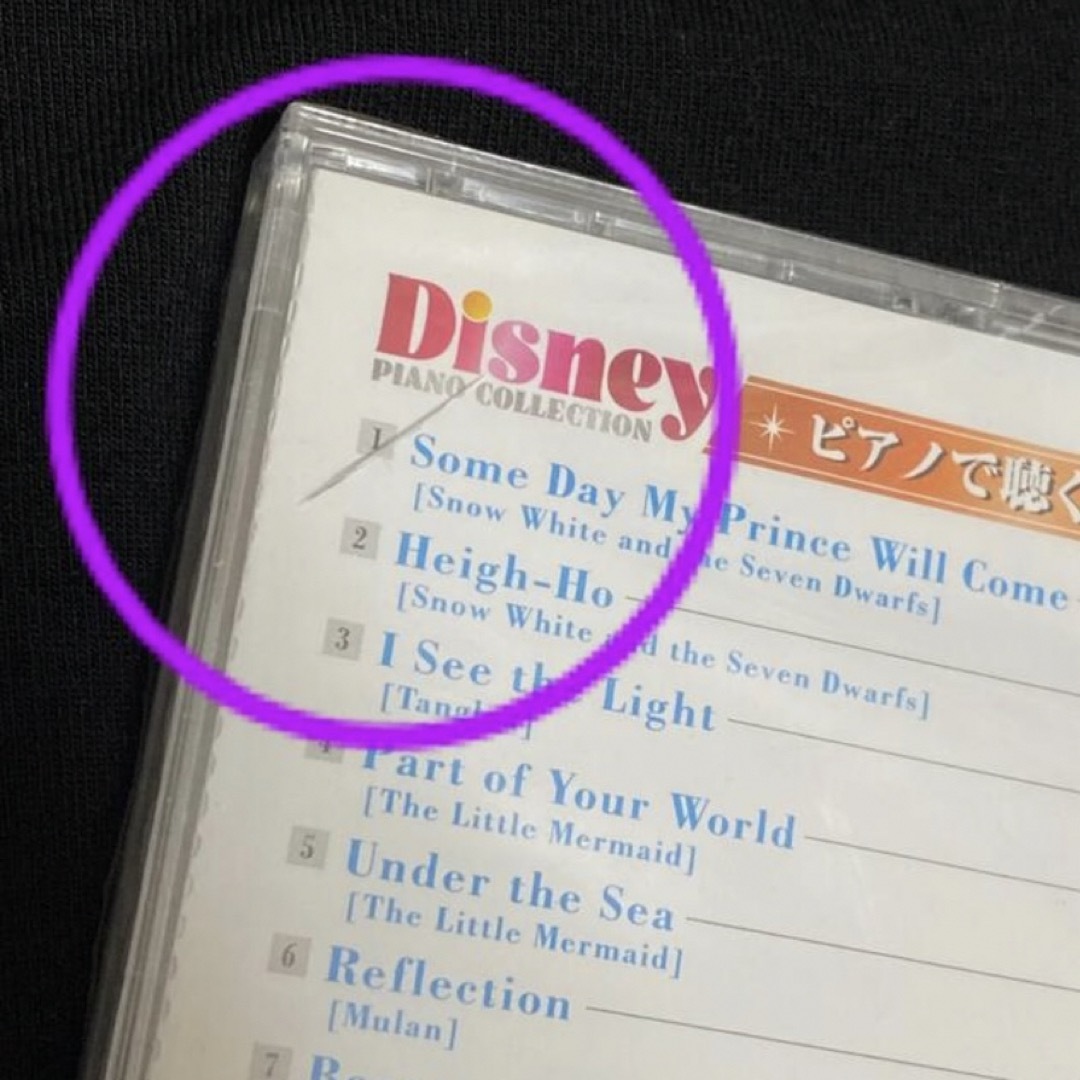 Disney
PIANO COLLECTION
ピアノで聴く
1 Some Day My Prince Will Come
[Snow White and the Seven Dwarfs]
2 Heigh-Ho
[Snow White and the Seven Dwarfs]
3 I See the Light
4 Part of Your World
[The Little Mermaid]
5 Under the Sea
[The Little Mermaid]
6 Reflection
[Mulan]
7